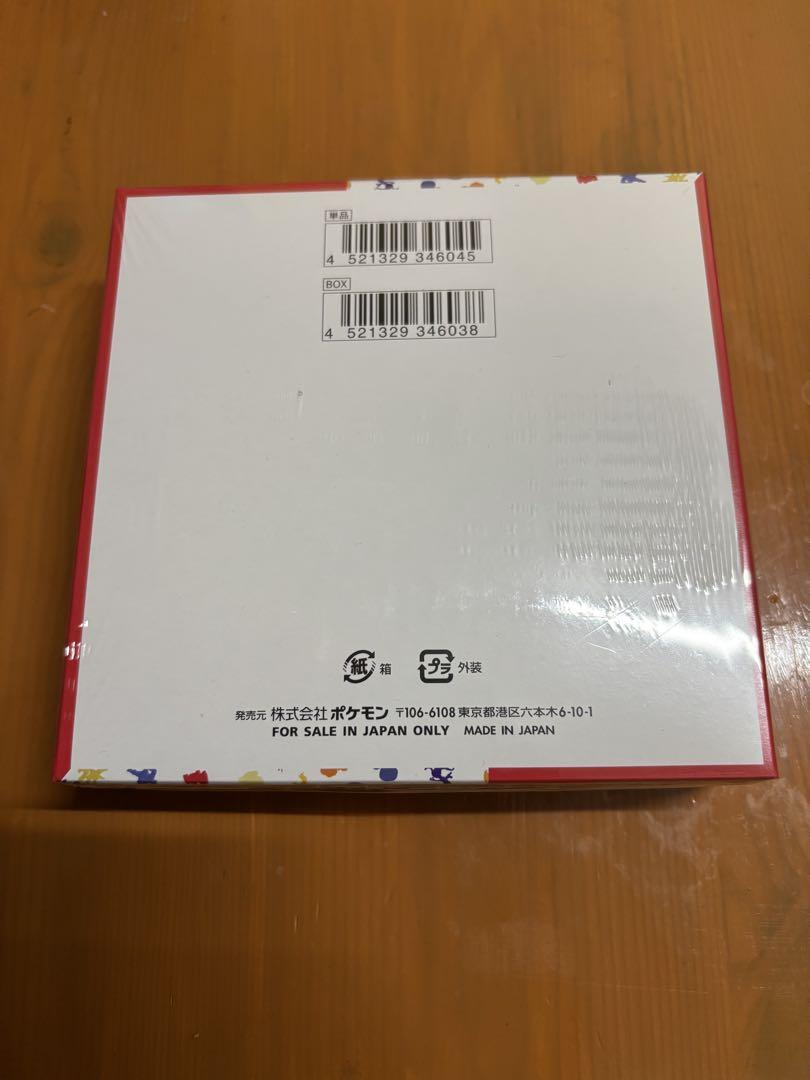 単品
4 521329 346045
BOX
4 521329 346038
紙 箱 プラ 外装
発売元 株式会社ポケモン 〒106-6108 東京都港区六本木6-10-1
FOR SALE IN JAPAN ONLY MADE IN JAPAN